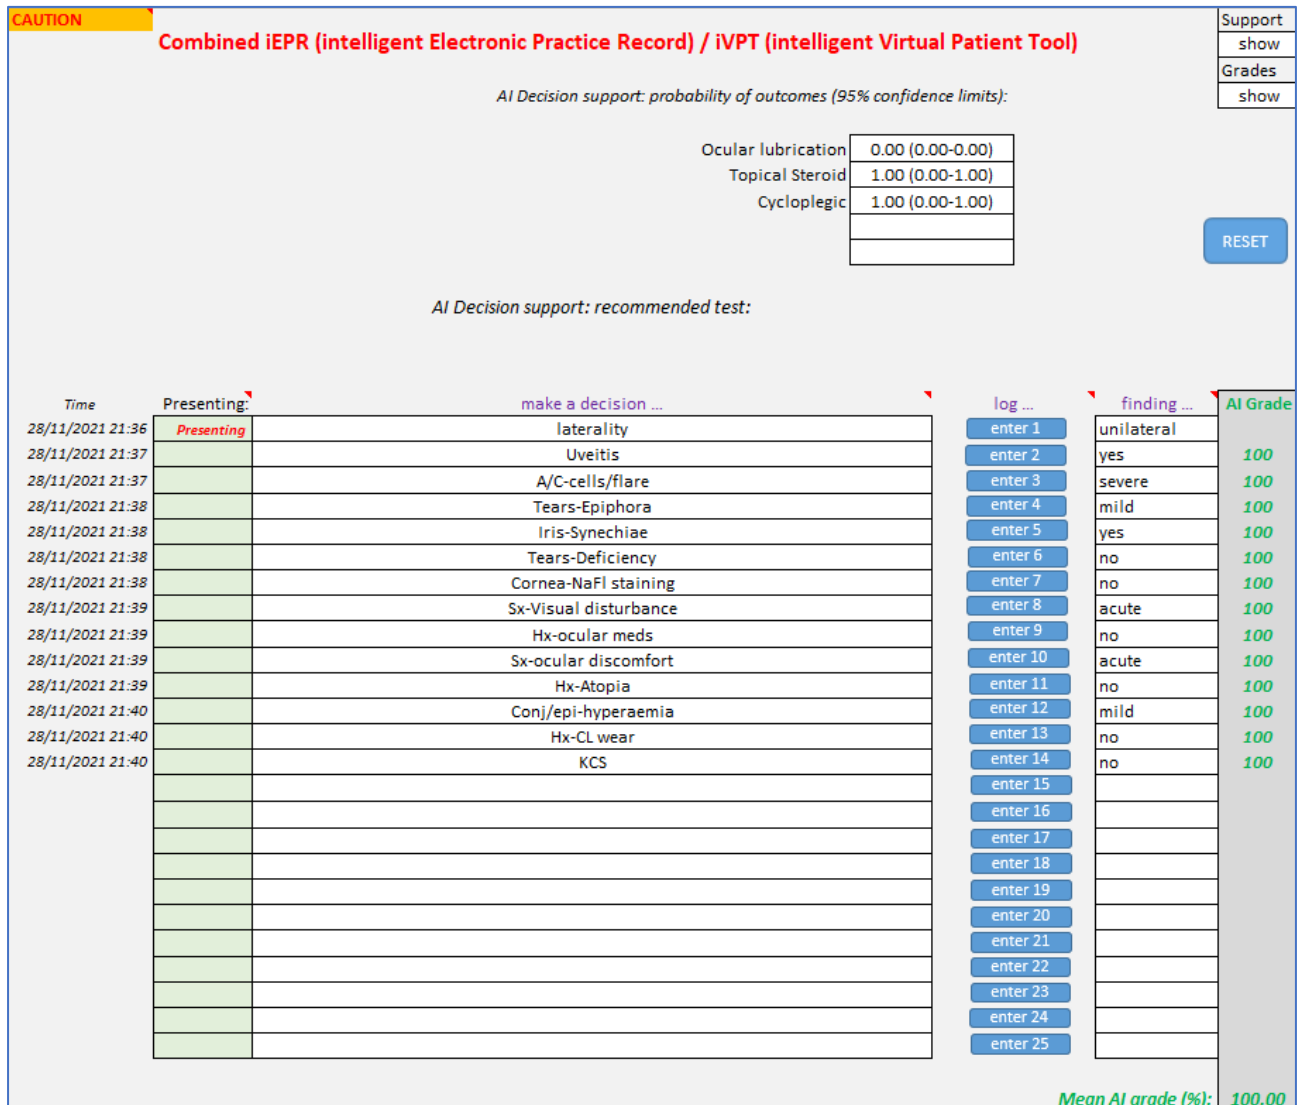 CAUTION
Support
Combined iEPR (intelligent Electronic Practice Record) / iVPT (intelligent Virtual Patient Tool)
show
Grades
AI Decision support: probability of outcomes (95% confidence limits):
show
Ocular lubrication 0.00 (0.00-0.00)
Topical Steroid 1.00 (0.00-1.00)
Cycloplegic 1.00 (0.00-1.00)
RESET
AI Decision support: recommended test:
Time Presenting: make a decision ... log ... finding ... AI Grade
28/11/2021 21:36 Presenting laterality enter 1 unilateral
28/11/2021 21:37 Uveitis enter 2 yes 100
28/11/2021 21:37 A/C-cells/flare enter 3 severe 100
28/11/2021 21:38 Tears-Epiphora enter 4 mild 100
28/11/2021 21:38 Iris-Synechiae enter 5 yes 100
28/11/2021 21:38 Tears-Deficiency enter 6 no 100
28/11/2021 21:38 Cornea-NaFl staining enter 7 no 100
28/11/2021 21:39 Sx-Visual disturbance enter 8 acute 100
28/11/2021 21:39 Hx-ocular meds enter 9 no 100
28/11/2021 21:39 Sx-ocular discomfort enter 10 acute 100
28/11/2021 21:39 Hx-Atopia enter 11 no 100
28/11/2021 21:40 Conj/epi-hyperaemia enter 12 mild 100
28/11/2021 21:40 Hx-CL wear enter 13 no 100
28/11/2021 21:40 KCS enter 14 no 100
enter 15
enter 16
enter 17
enter 18
enter 19
enter 20
enter 21
enter 22
enter 23
enter 24
enter 25
Mean AI grade (%): 100.00